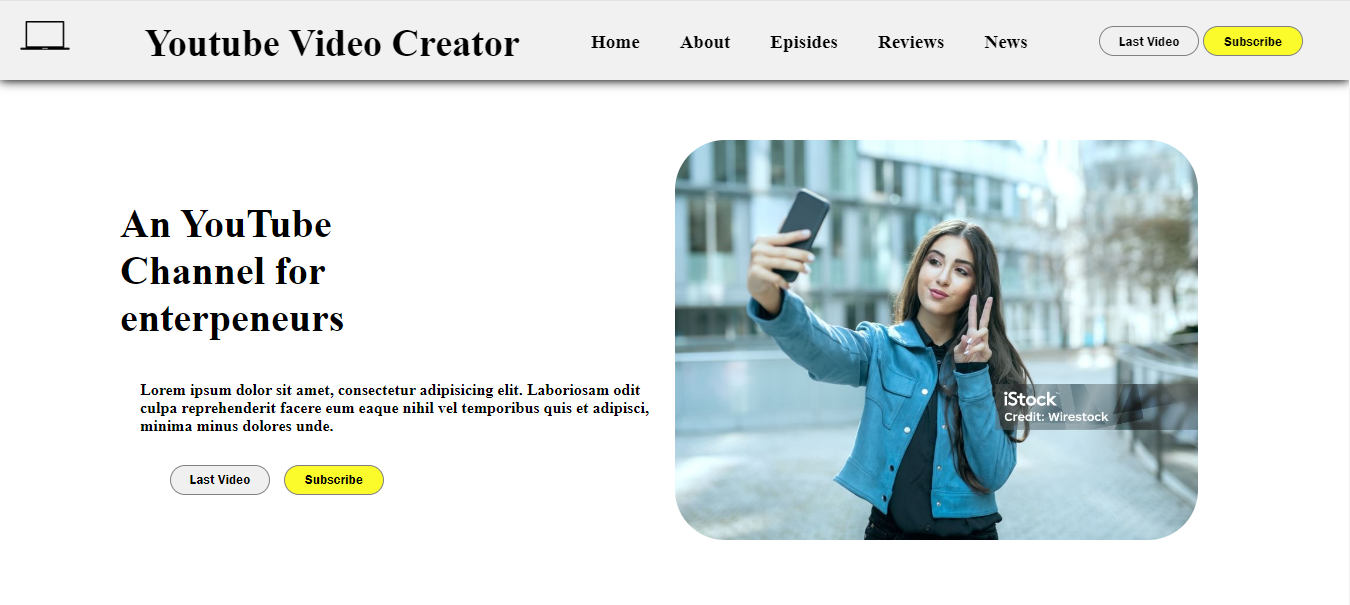 Youtube Video Creator
Home About Episides Reviews News
Last Video Subscribe
An YouTube
Channel for
enterpeneurs
Lorem ipsum dolor sit amet, consectetur adipisicing elit. Laboriosam odit
culpa reprehenderit facere eum eaque nihil vel temporibus quis et adipisci,
minima minus dolores unde.
Last Video Subscribe
iStock
Credit: Wirestock